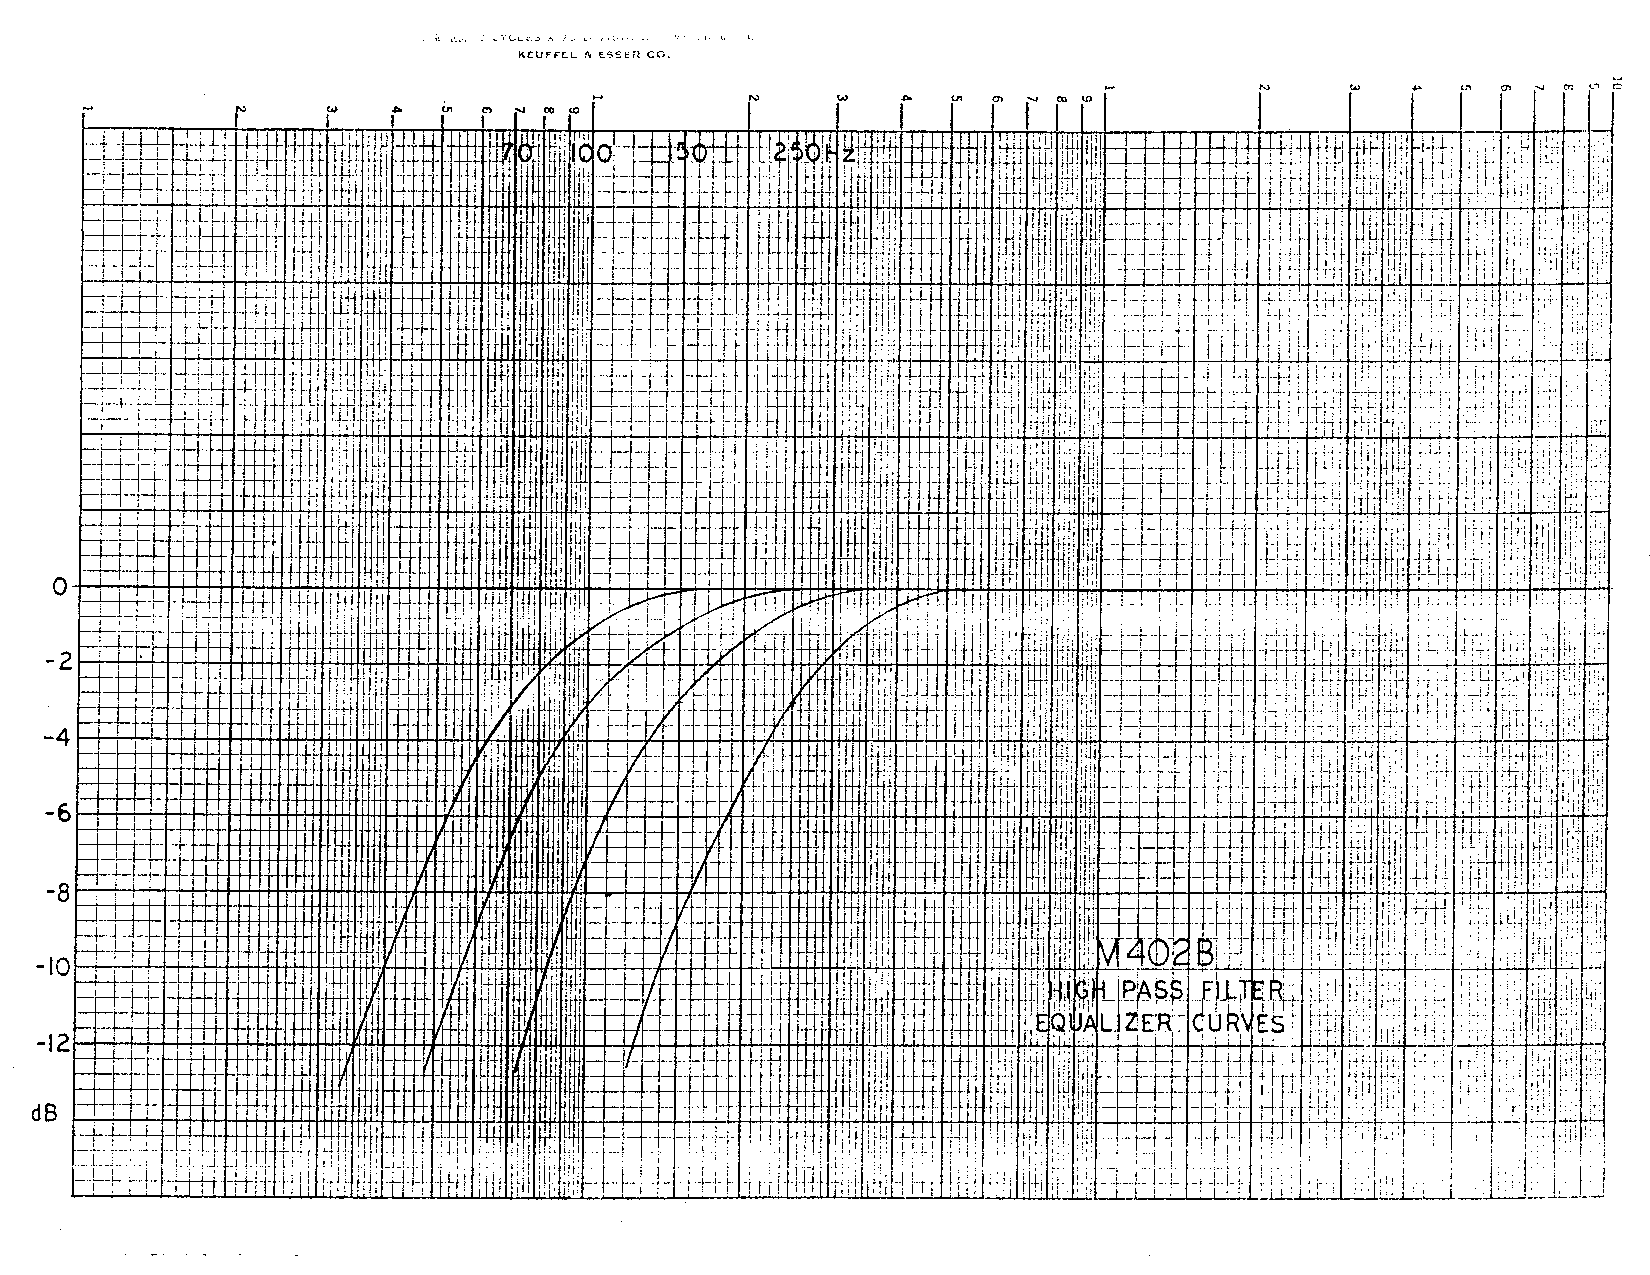 KEUFFEL & ESSER CO.
1 2 3 4 5 6 7 8 9 1 2 3 4 5 6 7 8 9 1 2 3 4 5 6 7 8 9 10
70 100 150 250Hz
0
-2
-4
-6
-8
-10
-12
dB
M402B
HIGH PASS FILTER
EQUALIZER CURVES